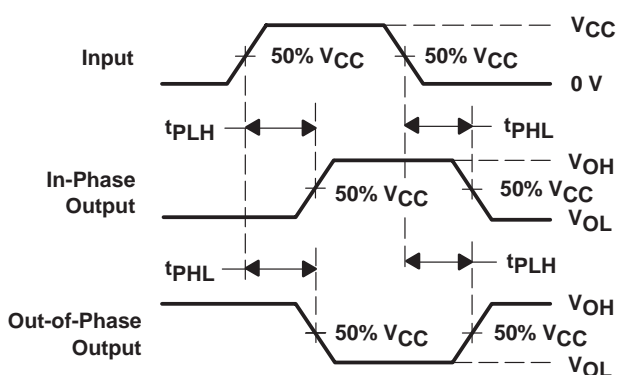 VCC
Input
50% VCC
50% VCC
0 V
tPLH
tPHL
In-Phase
Output
VOH
50% VCC
50% VCC
VOL
tPHL
tPLH
Out-of-Phase
Output
VOH
50% VCC
50% VCC
VOL